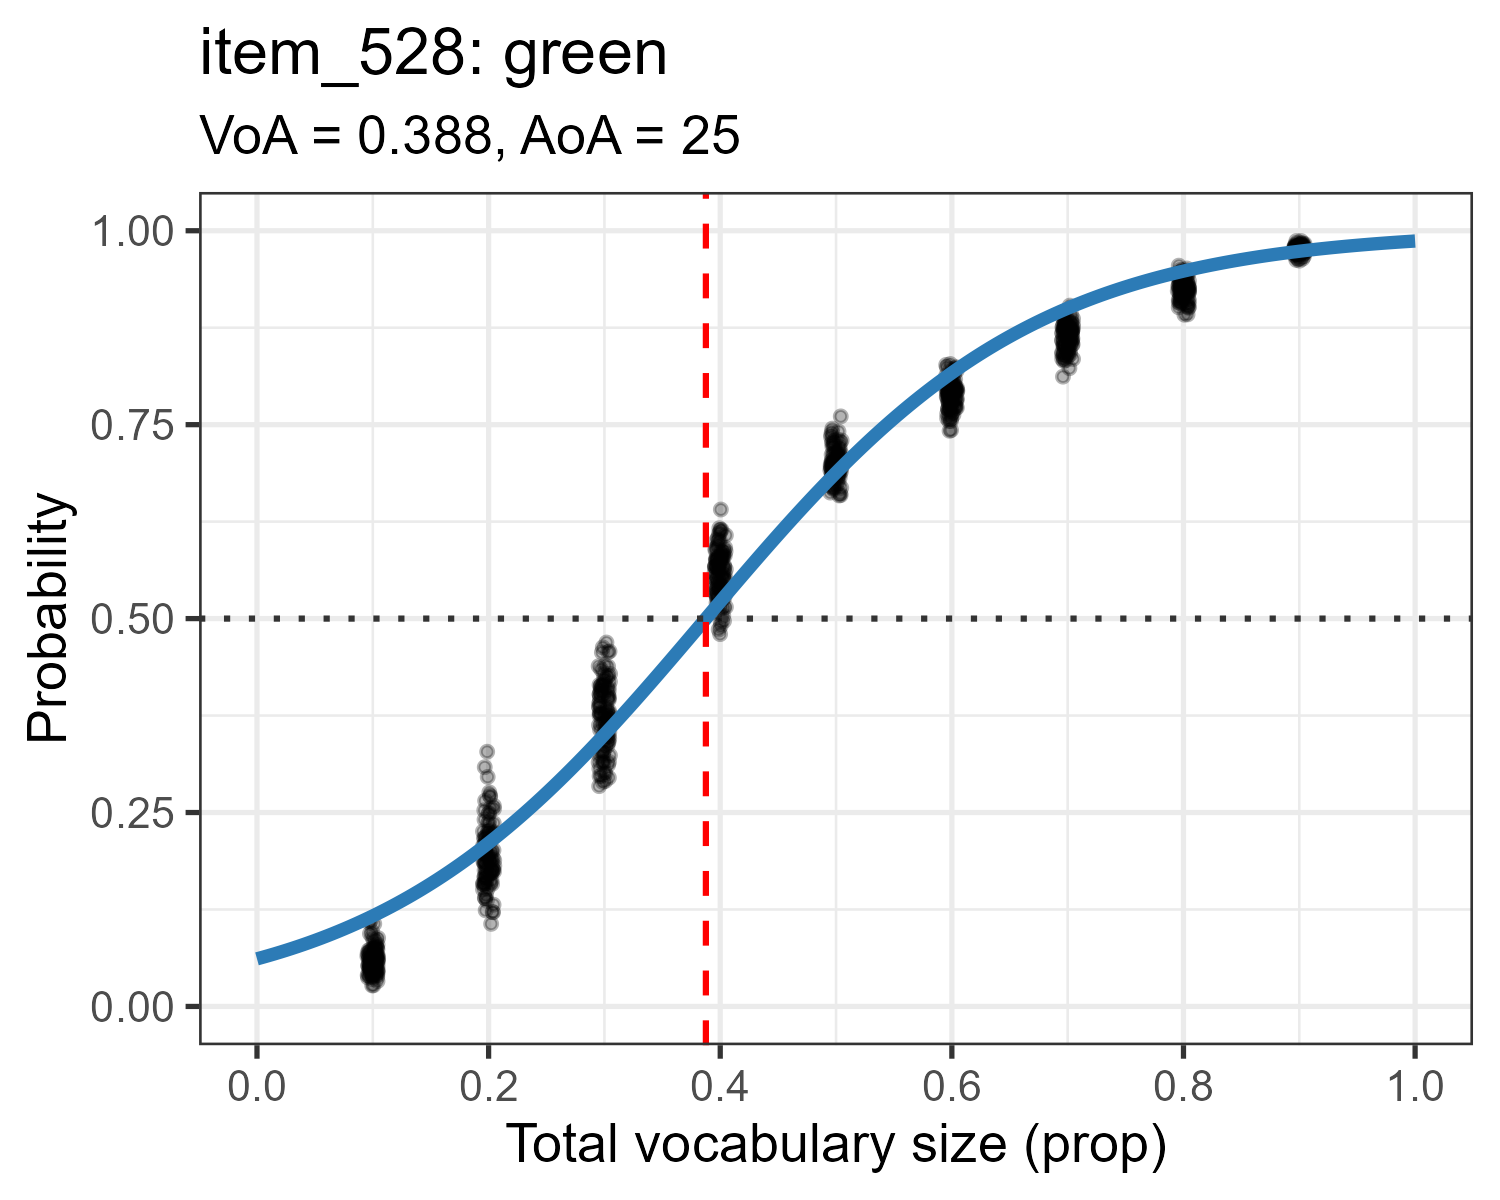 item_528: green
VoA = 0.388, AoA = 25
1.00
0.75
0.50
0.25
0.00
Probability
0.0 0.2 0.4 0.6 0.8 1.0
Total vocabulary size (prop)